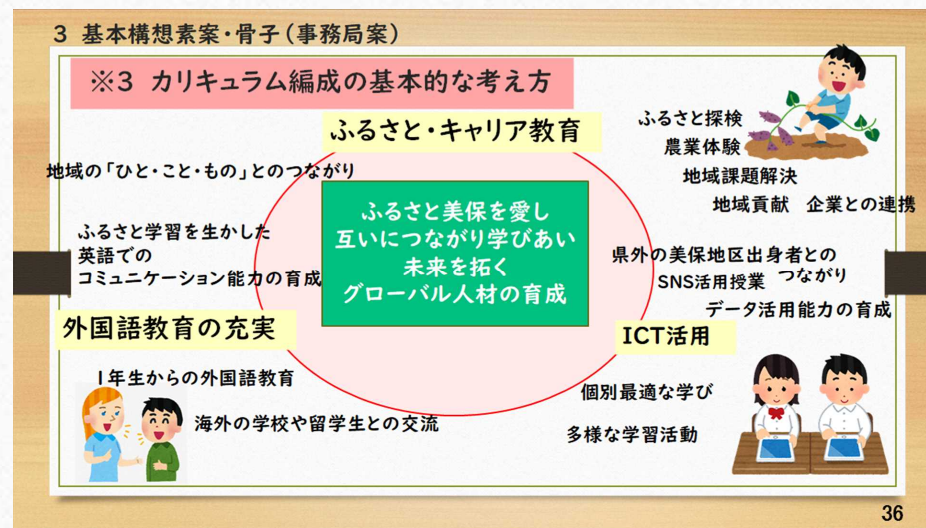 3 基本構想素案・骨子(事務局案)
※3 カリキュラム編成の基本的な考え方
ふるさと・キャリア教育
地域の「ひと・こと・もの」とのつながり
ふるさと探検
農業体験
地域課題解決
地域貢献 企業との連携
ふるさと美保を愛し
互いにつながり学びあい
未来を拓く
グローバル人材の育成
ふるさと学習を生かした
英語での
コミュニケーション能力の育成
県外の美保地区出身者との
SNS活用授業 つながり
データ活用能力の育成
外国語教育の充実
ICT活用
1年生からの外国語教育
海外の学校や留学生との交流
個別最適な学び
多様な学習活動
36